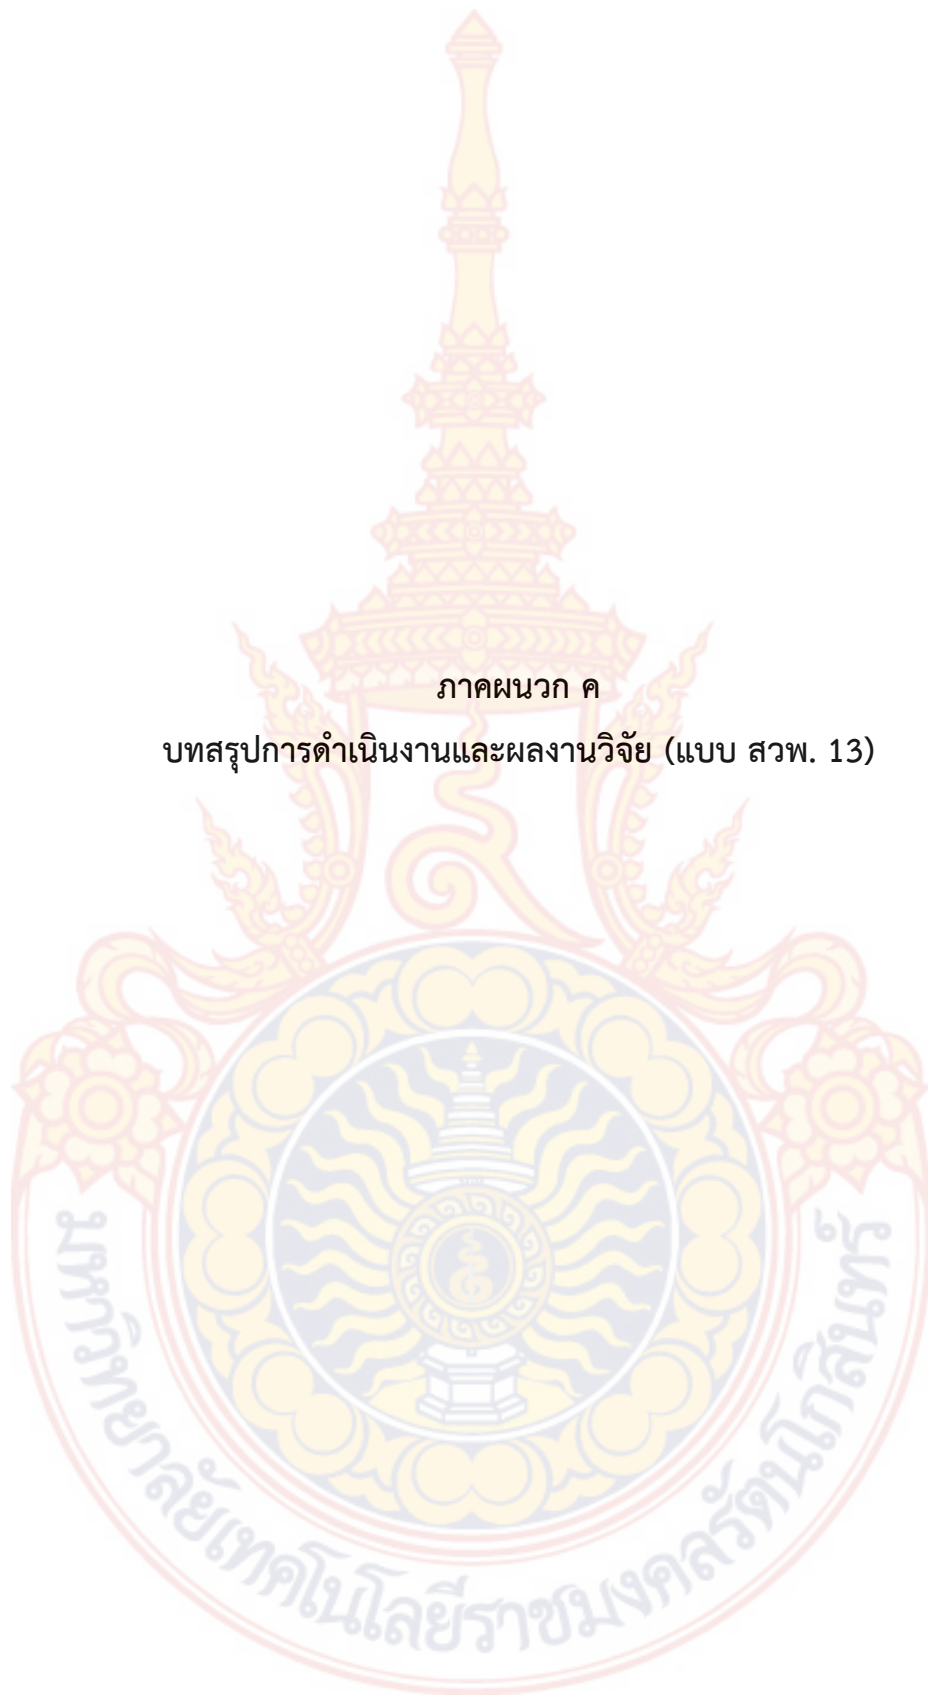 ภาคผนวก ค
บทสรุปการดำเนินงานและผลงานวิจัย (แบบ สวพ. 13)
มหาวิทยาลัยเทคโนโลยีราชมงคลรัตนโกสินทร์